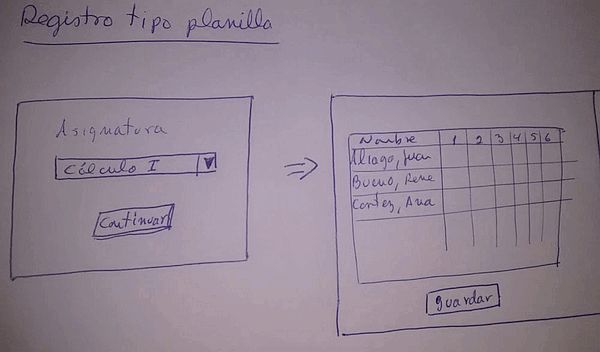 Registro tipo planilla
Asignatura
Cálculo I
Continuar
Nombre 1 2 3 4 5 6
Aliaga, Juan
Bueno, Rene
Cortez, Ana
guardar